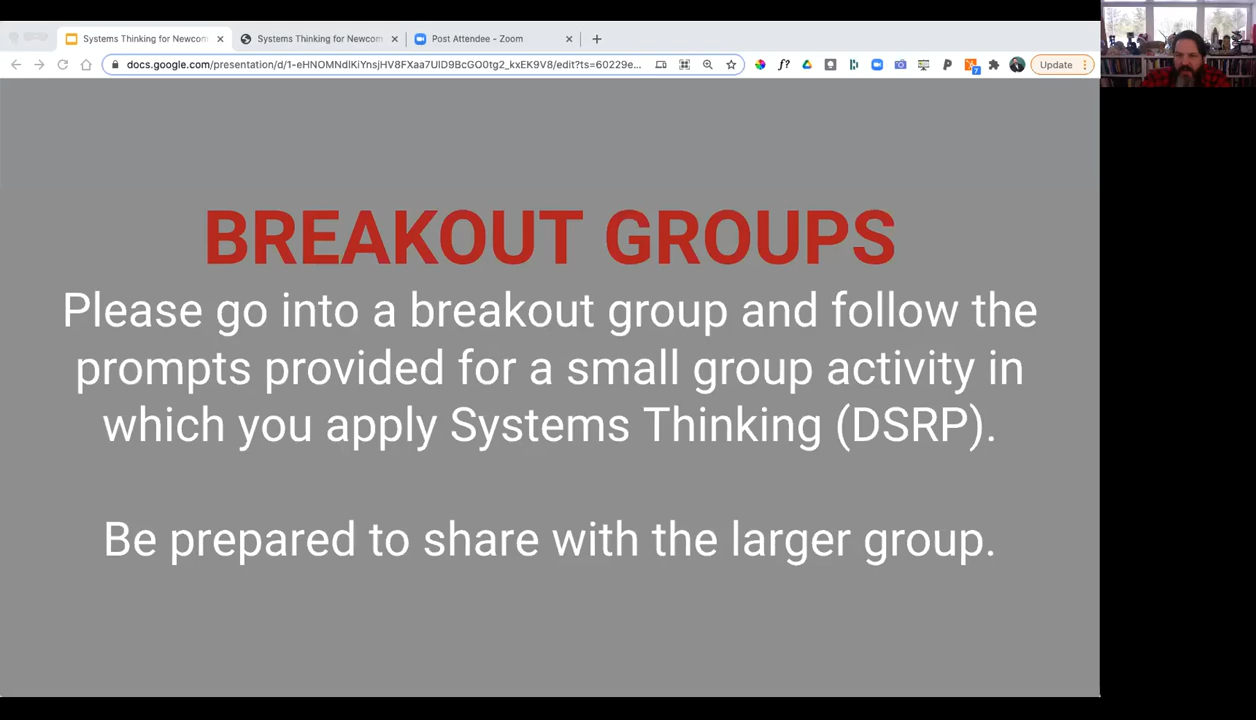 Systems Thinking for Newcom
Systems Thinking for Newcom
Post Attendee - Zoom
docs.google.com/presentation/d/1-eHNOMNdlKiYnsjHV8FXaa7UlD9BcGO0tg2_kxEK9V8/edit?ts=60229e...
Update
7
BREAKOUT GROUPS
Please go into a breakout group and follow the
prompts provided for a small group activity in
which you apply Systems Thinking (DSRP).
Be prepared to share with the larger group.